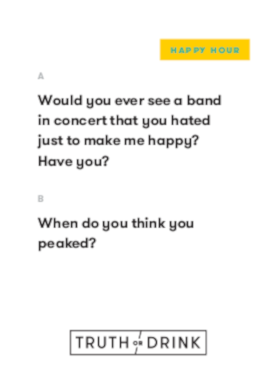 HAPPY HOUR
A
Would you ever see a band
in concert that you hated
just to make me happy?
Have you?
B
When do you think you
peaked?
TRUTH OR DRINK